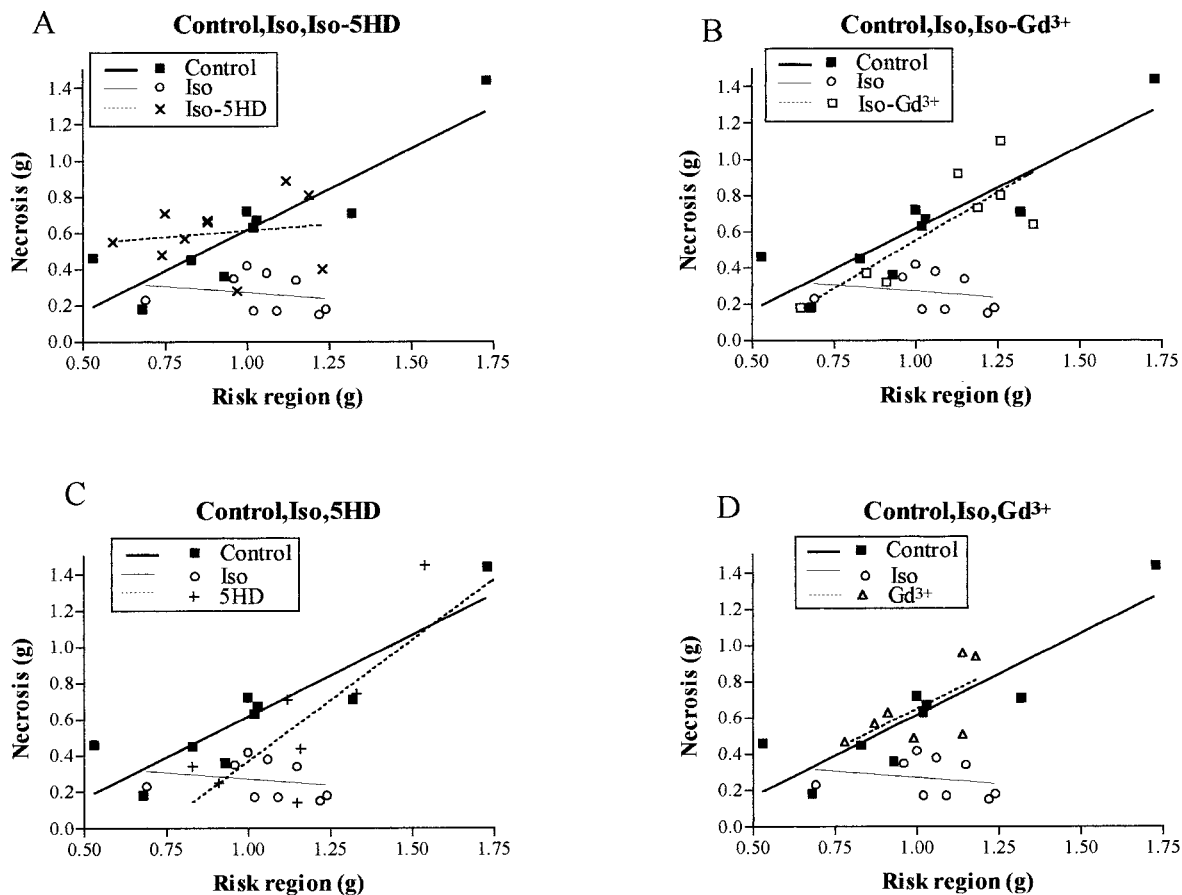 A
Control,Iso,Iso-5HD
Control
Iso
Iso-5HD
1.4
1.2
1.0
0.8
0.6
0.4
0.2
0.0
Necrosis (g)
0.50
0.75
1.00
1.25
1.50
1.75
Risk region (g)
B
Control,Iso,Iso-Gd³⁺
Control
Iso
Iso-Gd³⁺
1.4
1.2
1.0
0.8
0.6
0.4
0.2
0.0
Necrosis (g)
0.50
0.75
1.00
1.25
1.50
1.75
Risk region (g)
C
Control,Iso,5HD
Control
Iso
5HD
1.4
1.2
1.0
0.8
0.6
0.4
0.2
0.0
Necrosis (g)
0.50
0.75
1.00
1.25
1.50
1.75
Risk region (g)
D
Control,Iso,Gd³⁺
Control
Iso
Gd³⁺
1.4
1.2
1.0
0.8
0.6
0.4
0.2
0.0
Necrosis (g)
0.50
0.75
1.00
1.25
1.50
1.75
Risk region (g)